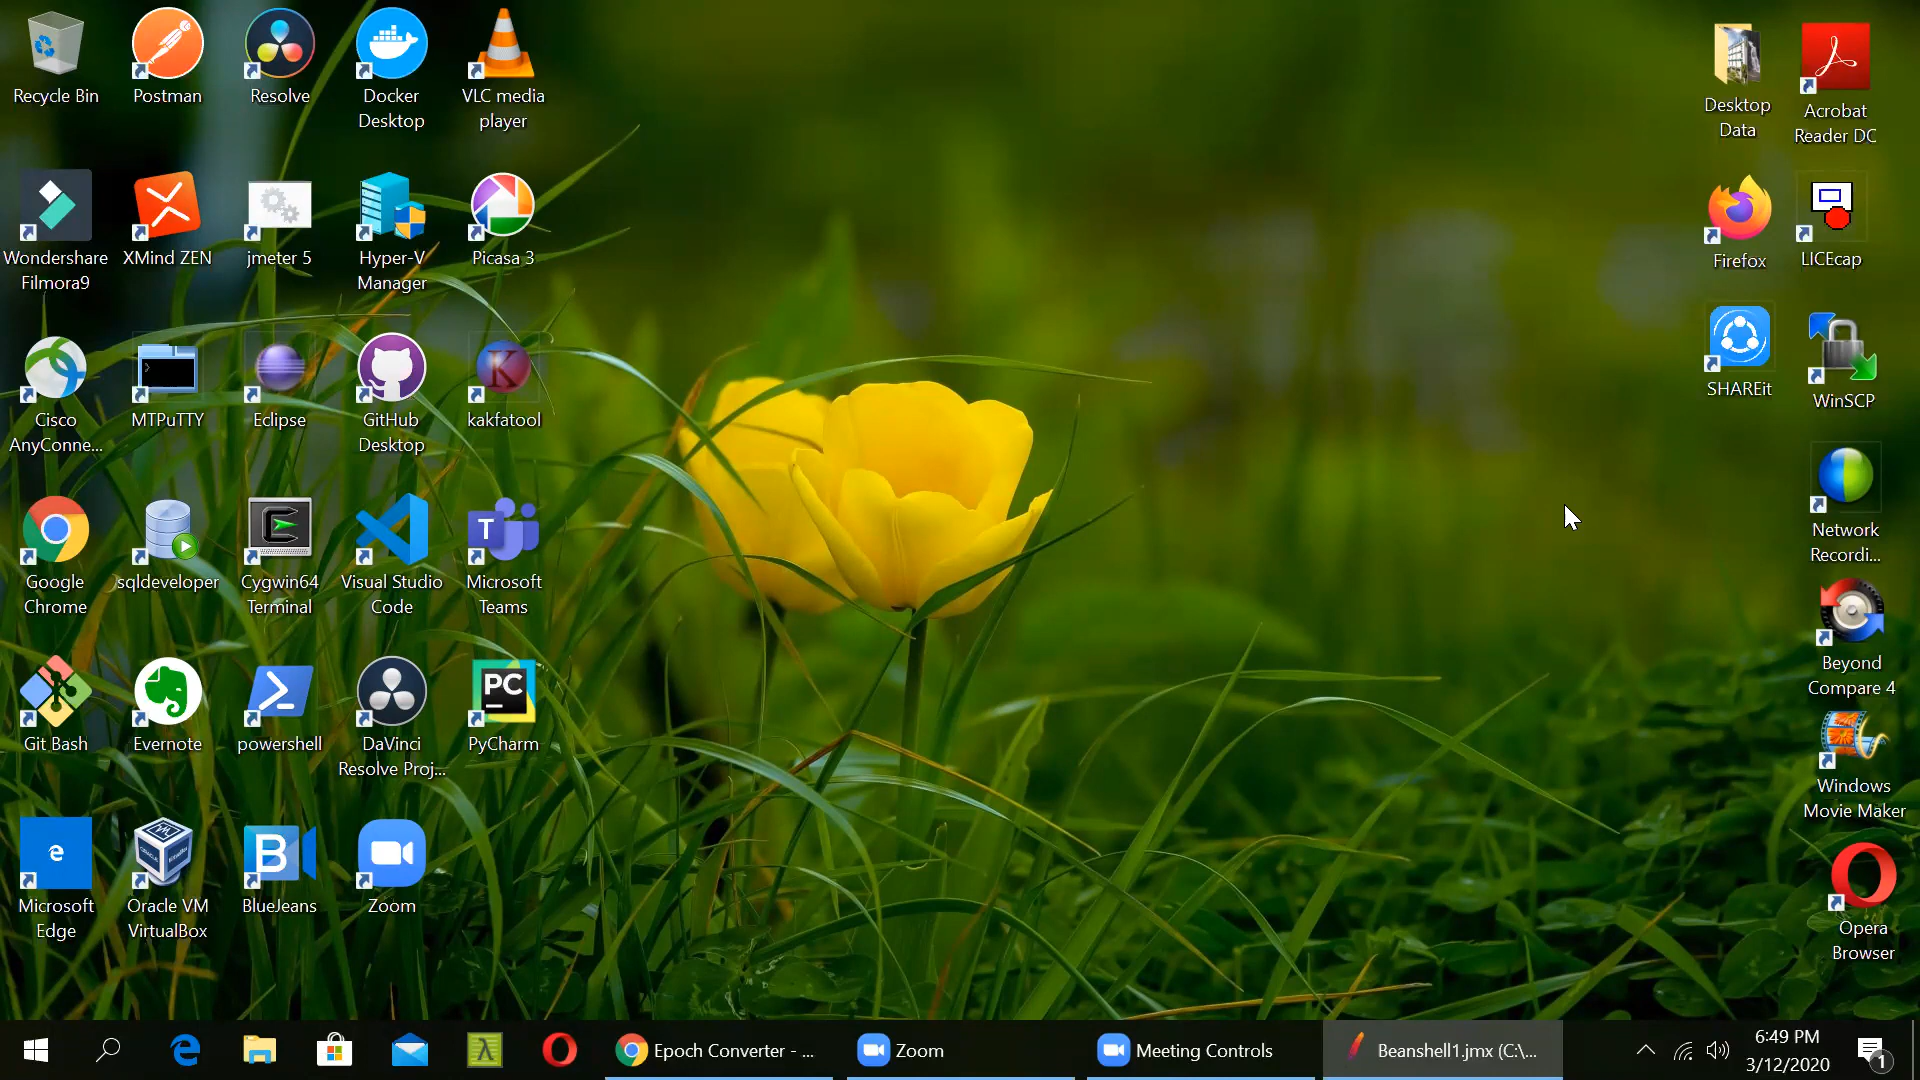 Recycle Bin
Postman
Resolve
Docker
Desktop
VLC media
player
Desktop
Data
Acrobat
Reader DC
Wondershare
Filmora9
XMind ZEN
jmeter 5
Hyper-V
Manager
Picasa 3
Firefox
LICEcap
Cisco
AnyConne...
MTPuTTY
Eclipse
GitHub
Desktop
K
kakfatool
SHAREit
WinSCP
Google
Chrome
sqldeveloper
Cygwin64
Terminal
Visual Studio
Code
T
Microsoft
Teams
Network
Recordi...
Git Bash
Evernote
powershell
DaVinci
Resolve Proj...
PC
PyCharm
Beyond
Compare 4
Windows
Movie Maker
Microsoft
Edge
Oracle VM
VirtualBox
B
BlueJeans
Zoom
Opera
Browser
Epoch Converter - ...
Zoom
Meeting Controls
Beanshell1.jmx (C:\...
6:49 PM
3/12/2020
1